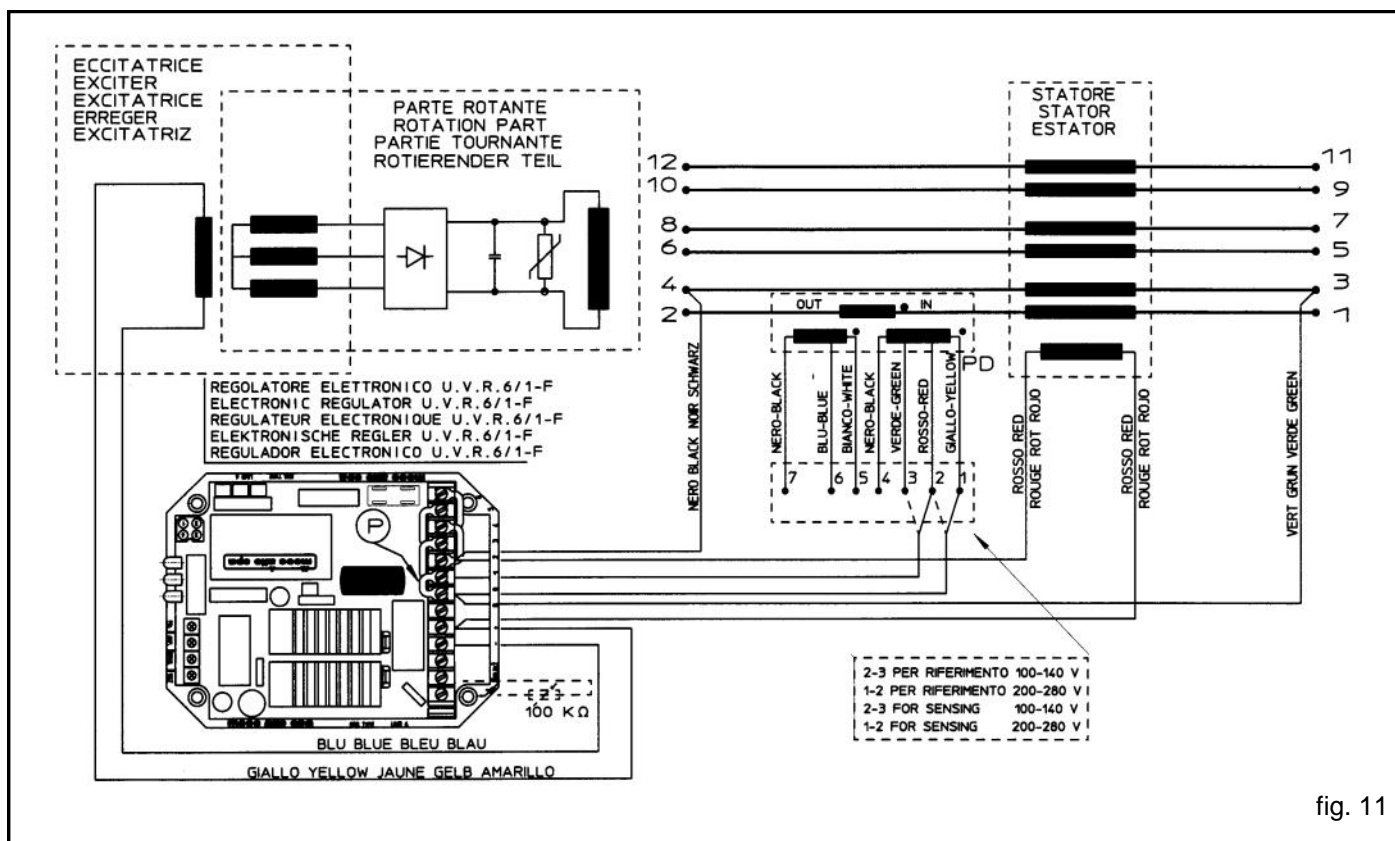 ECCITATRICE
EXCITER
EXCITATRICE
ERREGER
EXCITATRIZ
PARTE ROTANTE
ROTATION PART
PARTIE TOURNANTE
ROTIERENDER TEIL
STATORE
STATOR
ESTATOR
12
11
10
9
8
7
6
5
4
3
2
1
OUT
IN
PD
NERO BLACK NOIR SCHWARZ
NERO-BLACK
BLU-BLUE
BIANCO-WHITE
NERO-BLACK
VERDE-GREEN
ROSSO-RED
GIALLO-YELLOW
7
6
5
4
3
2
1
ROSSO RED
ROUGE ROT ROJO
ROSSO RED
ROUGE ROT ROJO
VERT GRUN VERDE GREEN
REGOLATORE ELETTRONICO U.V.R.6/1-F
ELECTRONIC REGULATOR U.V.R.6/1-F
REGULATEUR ELECTRONIQUE U.V.R.6/1-F
ELEKTRONISCHE REGLER U.V.R.6/1-F
REGULADOR ELECTRONICO U.V.R.6/1-F
P
100 KΩ
2-3 PER RIFERIMENTO 100-140 V
1-2 PER RIFERIMENTO 200-280 V
2-3 FOR SENSING 100-140 V
1-2 FOR SENSING 200-280 V
BLU BLUE BLEU BLAU
GIALLO YELLOW JAUNE GELB AMARILLO
fig. 11